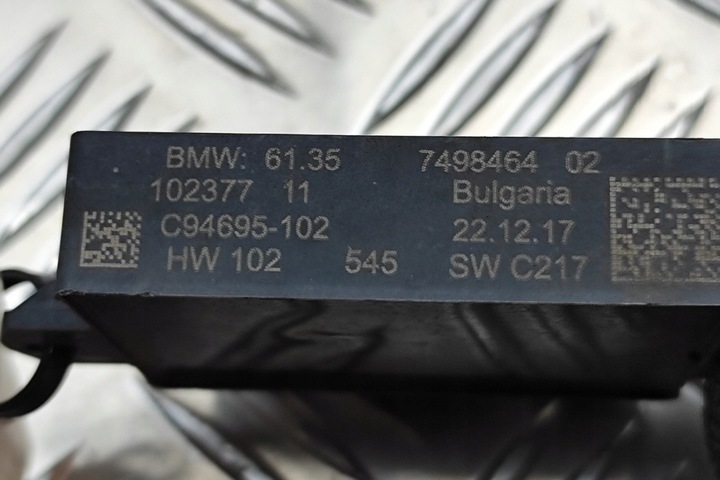 BMW: 61.35 7498464 02
102377 11 Bulgaria
C94695-102 22.12.17
HW 102 545 SW C217